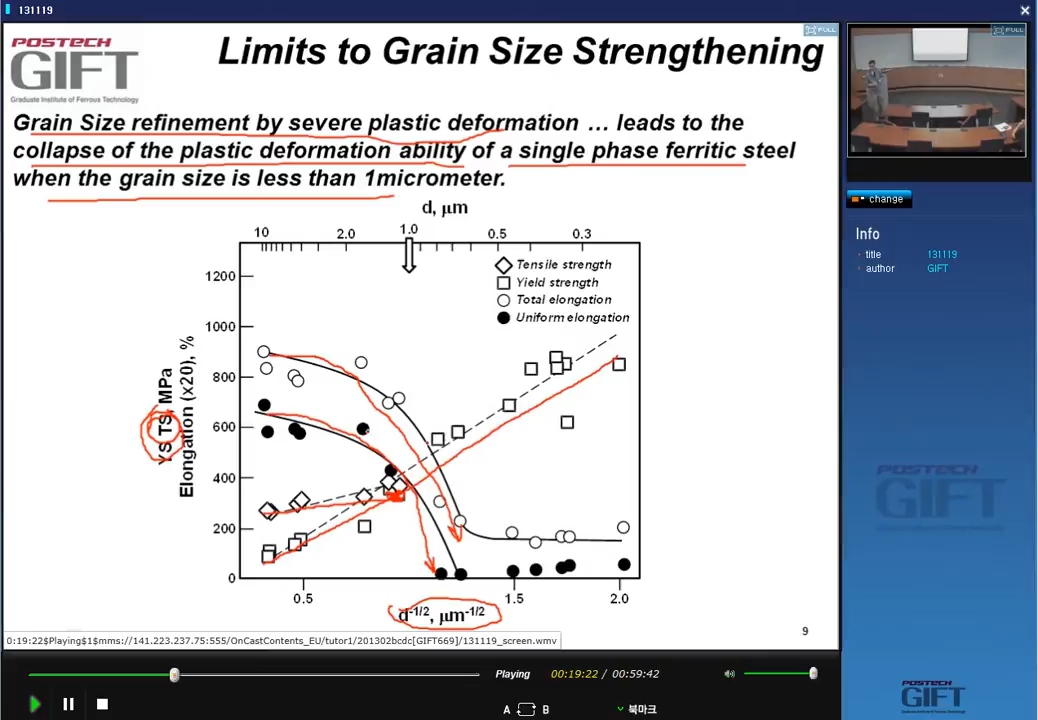 131119
POSTECH
GIFT
Graduate Institute of Ferrous Technology
Limits to Grain Size Strengthening
FULL
FULL
Grain Size refinement by severe plastic deformation ... leads to the
collapse of the plastic deformation ability of a single phase ferritic steel
when the grain size is less than 1micrometer.
d, μm
10 2.0 1.0 0.5 0.3
Tensile strength
Yield strength
Total elongation
Uniform elongation
1200
1000
800
600
400
200
0
YS TS, MPa
Elongation (x20), %
0.5 1.5 2.0
d-1/2, μm-1/2
9
0:19:22$Playing$1$mms://141.223.237.75:555/OnCastContents_EU/tutor1/201302bcdc[GIFT669]/131119_screen.wmv
change
Info
title 131119
author GIFT
POSTECH
GIFT
Playing 00:19:22 / 00:59:42
A B 북마크
POSTECH
GIFT